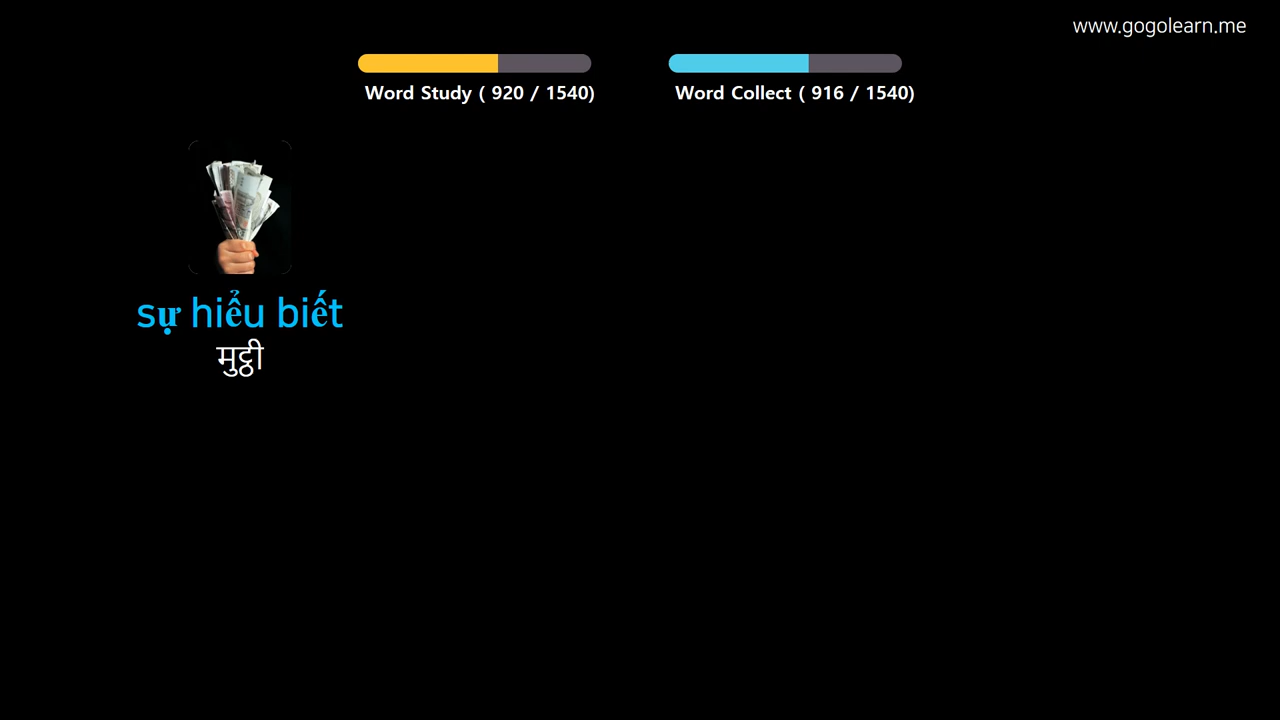 www.gogolearn.me
Word Study ( 920 / 1540)
Word Collect ( 916 / 1540)
sự hiểu biết
मुट्ठी